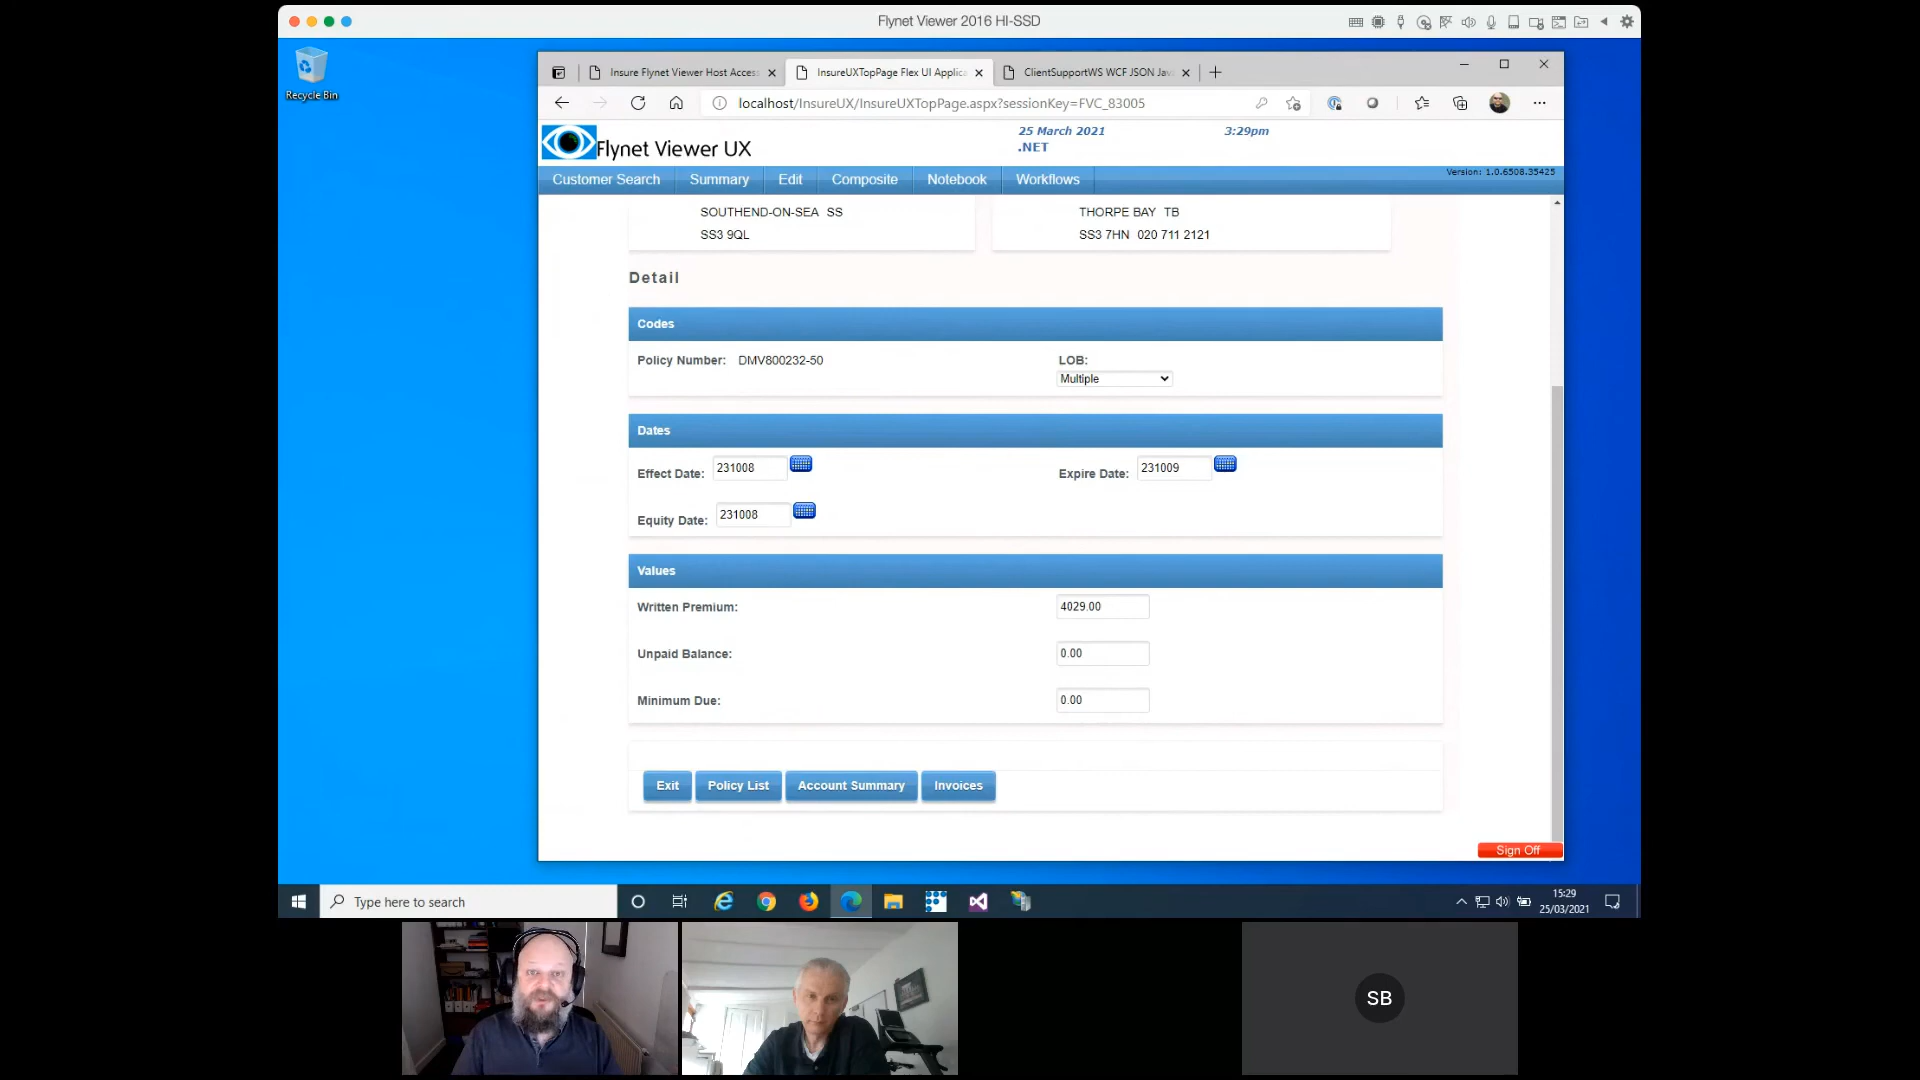 Flynet Viewer 2016 HI-SSD
Recycle Bin
Insure Flynet Viewer Host Access
InsureUXTopPage Flex UI Applica
ClientSupportWS WCF JSON Jav
localhost/InsureUX/InsureUXTopPage.aspx?sessionKey=FVC_83005
Flynet Viewer UX
25 March 2021
3:29pm
.NET
Customer Search
Summary
Edit
Composite
Notebook
Workflows
Version: 1.0.6508.35425
SOUTHEND-ON-SEA SS
THORPE BAY TB
SS3 9QL
SS3 7HN 020 711 2121
Detail
Codes
Policy Number: DMV800232-50
LOB:
Multiple
Dates
Effect Date: 231008
Expire Date: 231009
Equity Date: 231008
Values
Written Premium: 4029.00
Unpaid Balance: 0.00
Minimum Due: 0.00
Exit
Policy List
Account Summary
Invoices
Sign Off
Type here to search
15:29
25/03/2021
SB